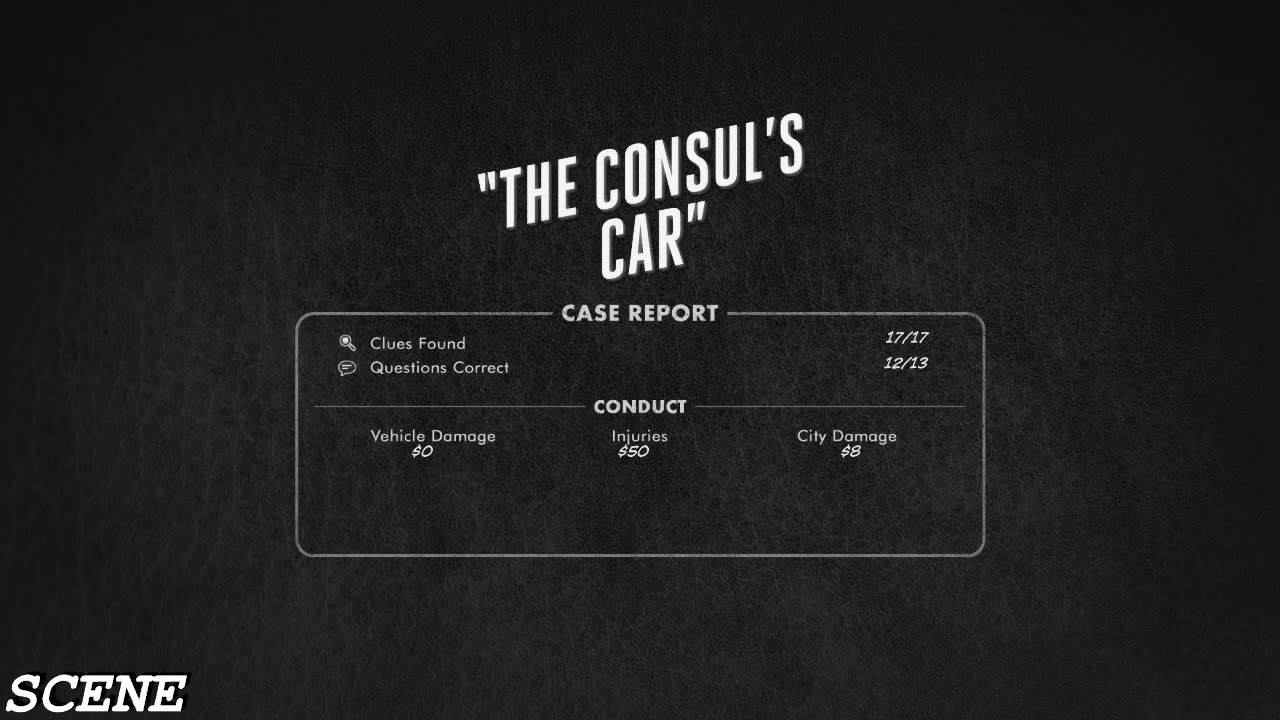 "THE CONSUL'S
CAR"
CASE REPORT
Clues Found 17/17
Questions Correct 12/13
CONDUCT
Vehicle Damage Injuries City Damage
$0 $50 $8
SCENE